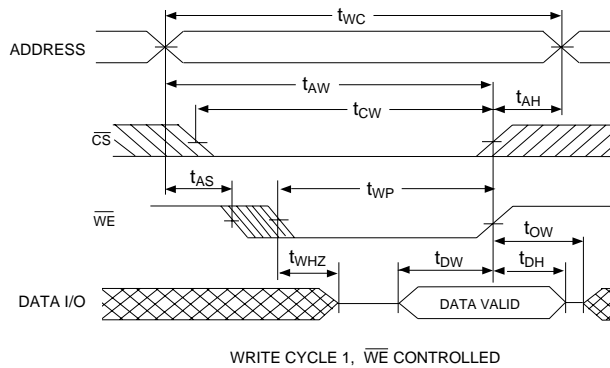 tWC
ADDRESS
tAW
tCW
tAH
CS
tAS
tWP
WE
tOW
tWHZ
tDW
tDH
DATA I/O
DATA VALID
WRITE CYCLE 1, WE CONTROLLED